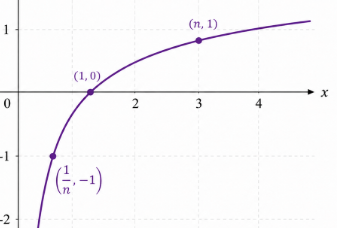 (n, 1)
1
(1, 0)
0 2 3 4 x
-1
(1/n, -1)
-2